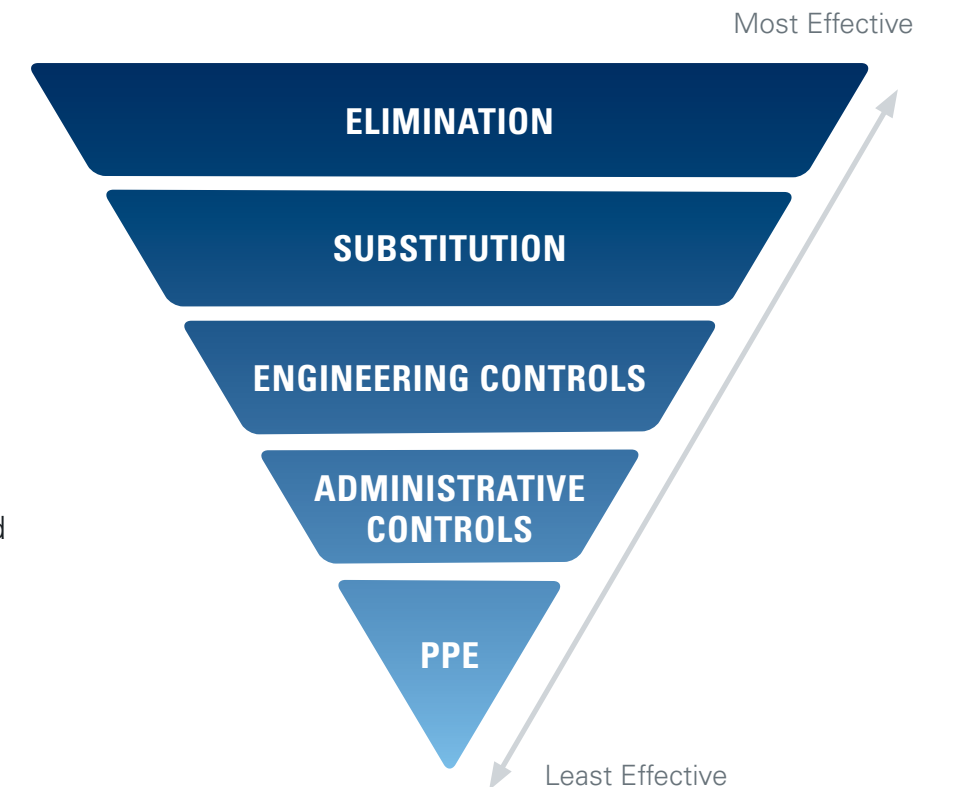 Most Effective
ELIMINATION
SUBSTITUTION
ENGINEERING CONTROLS
ADMINISTRATIVE
CONTROLS
PPE
Least Effective